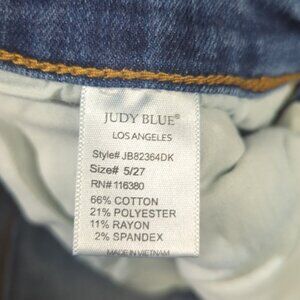 JUDY BLUE®
LOS ANGELES
Style# JB82364DK
Size# 5/27
RN# 116380
66% COTTON
21% POLYESTER
11% RAYON
2% SPANDEX
MADE IN VIETNAM